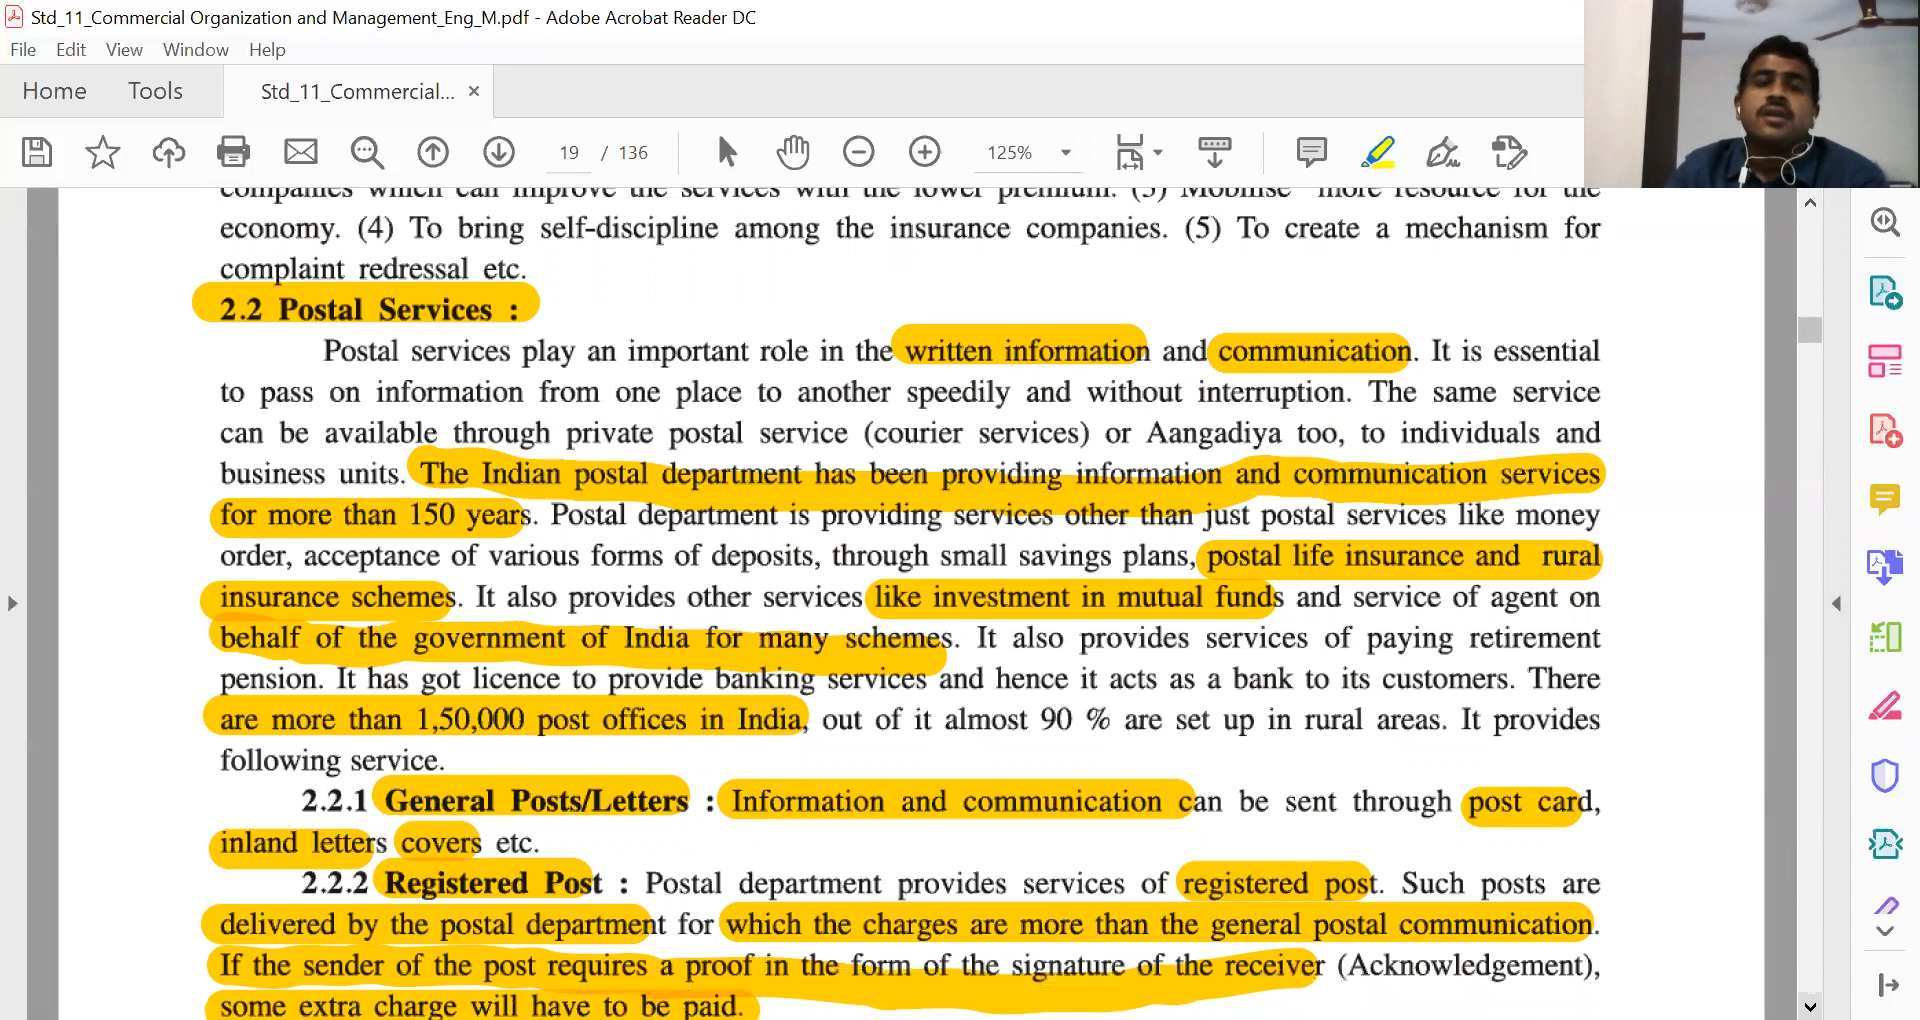 Std_11_Commercial Organization and Management_Eng_M.pdf - Adobe Acrobat Reader DC
File Edit View Window Help
Home Tools Std_11_Commercial... ×
19 / 136 125%
companies which can improve the services with the lower premium. (3) Mobilise more resource for the
economy. (4) To bring self-discipline among the insurance companies. (5) To create a mechanism for
complaint redressal etc.
2.2 Postal Services :
Postal services play an important role in the written information and communication. It is essential
to pass on information from one place to another speedily and without interruption. The same service
can be available through private postal service (courier services) or Aangadiya too, to individuals and
business units. The Indian postal department has been providing information and communication services
for more than 150 years. Postal department is providing services other than just postal services like money
order, acceptance of various forms of deposits, through small savings plans, postal life insurance and rural
insurance schemes. It also provides other services like investment in mutual funds and service of agent on
behalf of the government of India for many schemes. It also provides services of paying retirement
pension. It has got licence to provide banking services and hence it acts as a bank to its customers. There
are more than 1,50,000 post offices in India, out of it almost 90 % are set up in rural areas. It provides
following service.
2.2.1 General Posts/Letters : Information and communication can be sent through post card,
inland letters covers etc.
2.2.2 Registered Post : Postal department provides services of registered post. Such posts are
delivered by the postal department for which the charges are more than the general postal communication.
If the sender of the post requires a proof in the form of the signature of the receiver (Acknowledgement),
some extra charge will have to be paid.